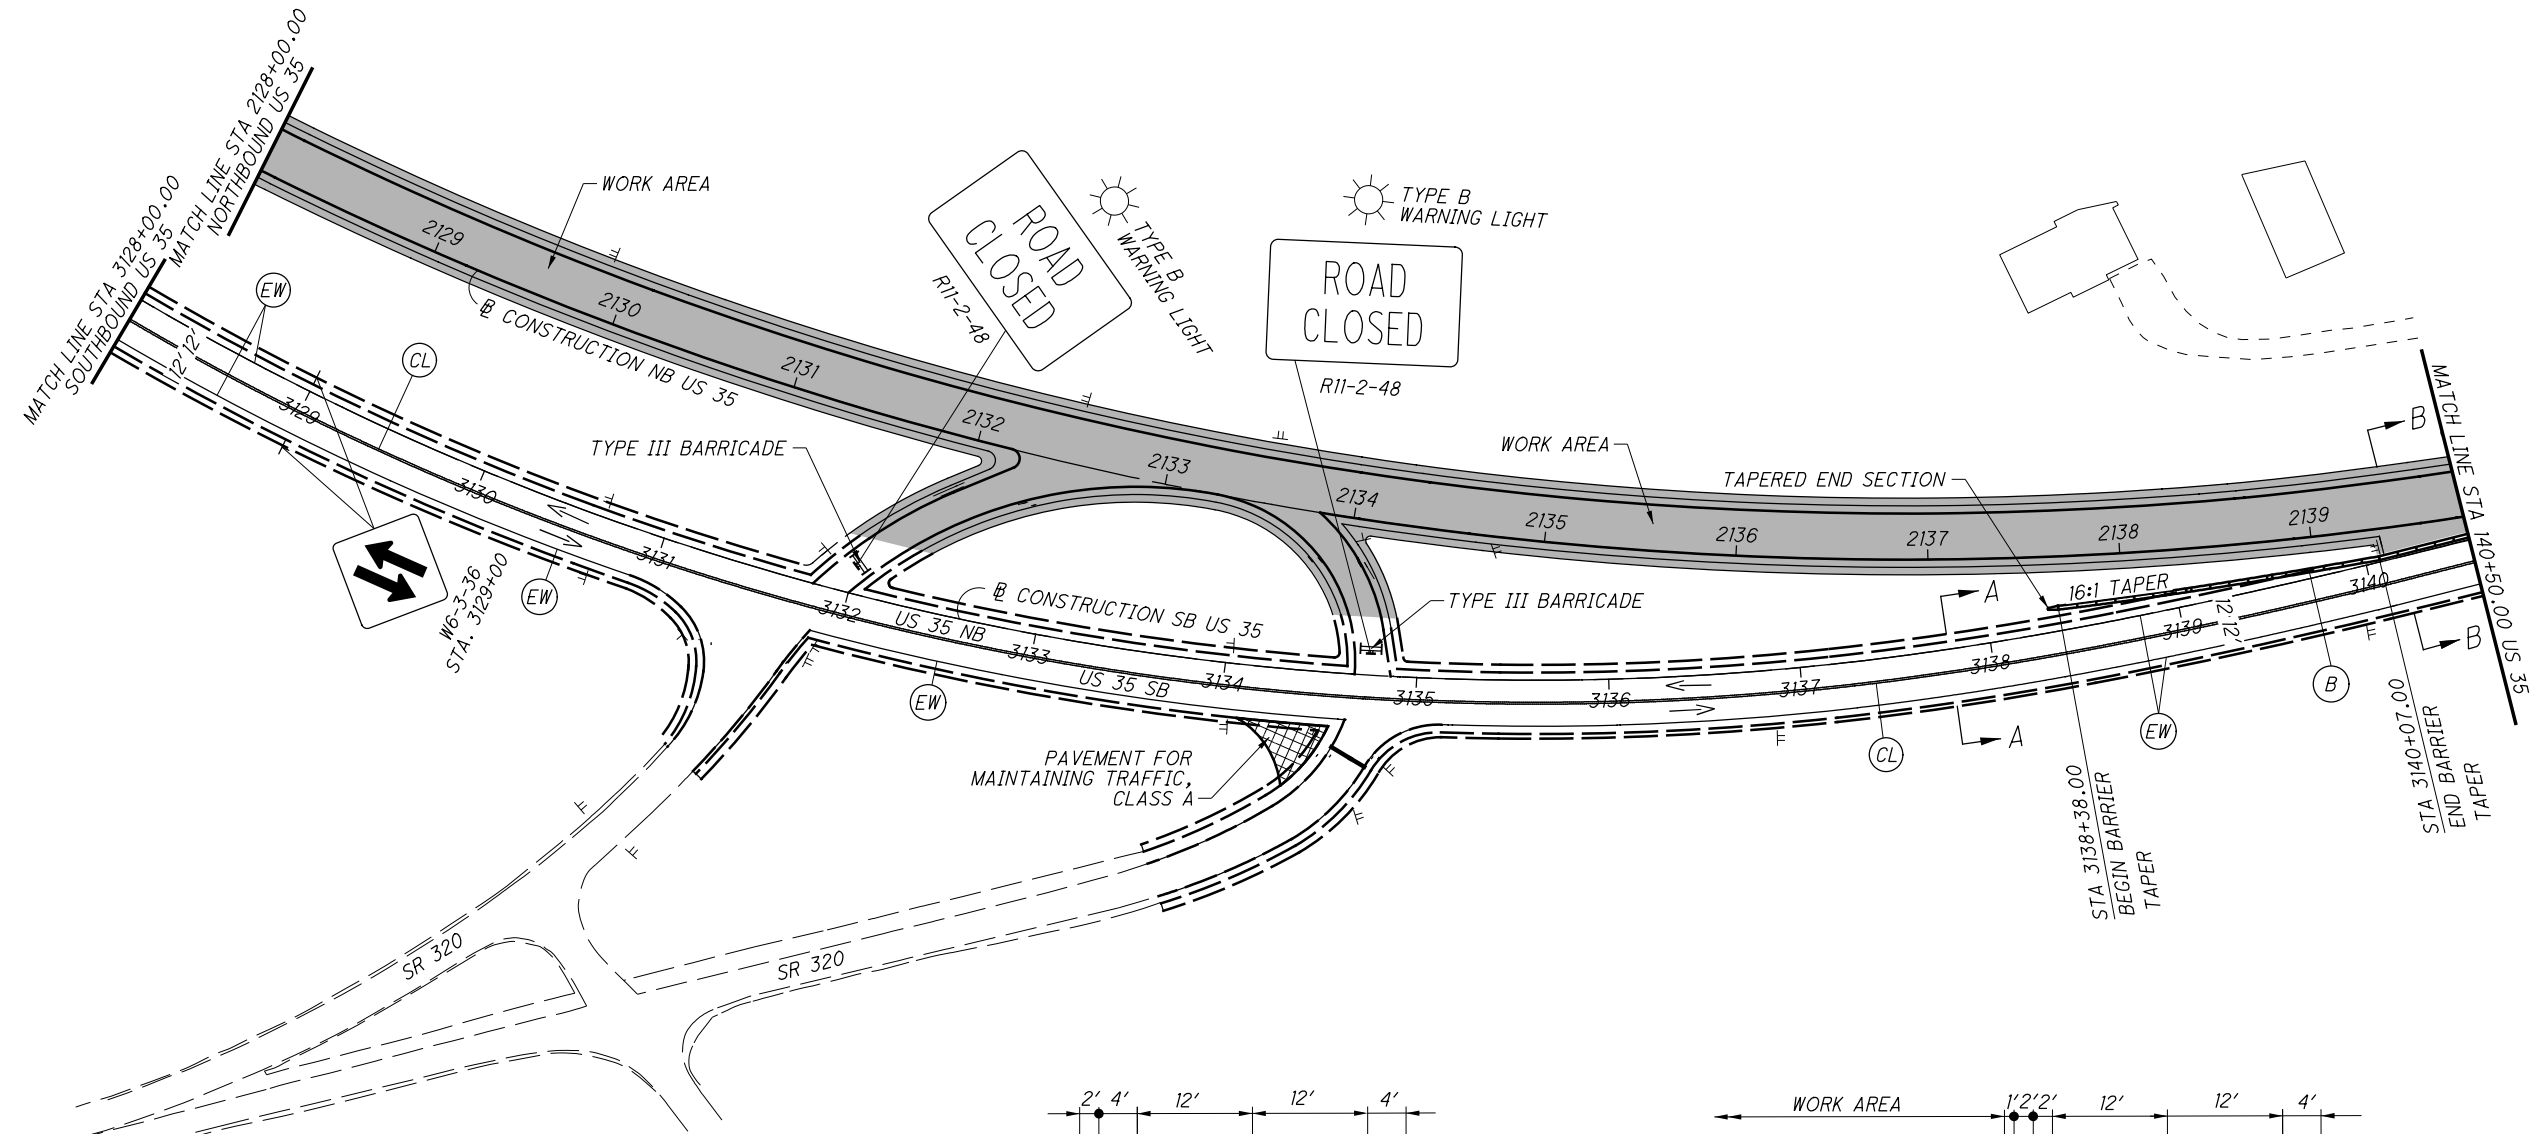 MATCH LINE STA 2128+00.00
NORTHBOUND US 35
MATCH LINE STA 3128+00.00
SOUTHBOUND US 35
WORK AREA
ROAD
CLOSED
R11-2-48
TYPE B
WARNING LIGHT
TYPE B
WARNING LIGHT
ROAD
CLOSED
R11-2-48
2129
2130
2131
2132
2133
2134
2135
2136
2137
2138
2139
EW
CL
12' 12'
CONSTRUCTION NB US 35
TYPE III BARRICADE
WORK AREA
TAPERED END SECTION
B
MATCH LINE STA 140+50.00 US 35
3129
3130
3131
3132
3133
3134
3135
3136
3137
3138
3139
3140
W6-3-36
STA. 3129+00
EW
US 35 NB
CONSTRUCTION SB US 35
TYPE III BARRICADE
A
16:1 TAPER
12' 12'
B
US 35 SB
EW
B
EW
CL
A
PAVEMENT FOR
MAINTAINING TRAFFIC,
CLASS A
STA 3138+38.00
BEGIN BARRIER
TAPER
STA 3140+07.00
END BARRIER
TAPER
SR 320
SR 320
2' 4' 12' 12' 4'
WORK AREA 1' 2' 2' 12' 12' 4'